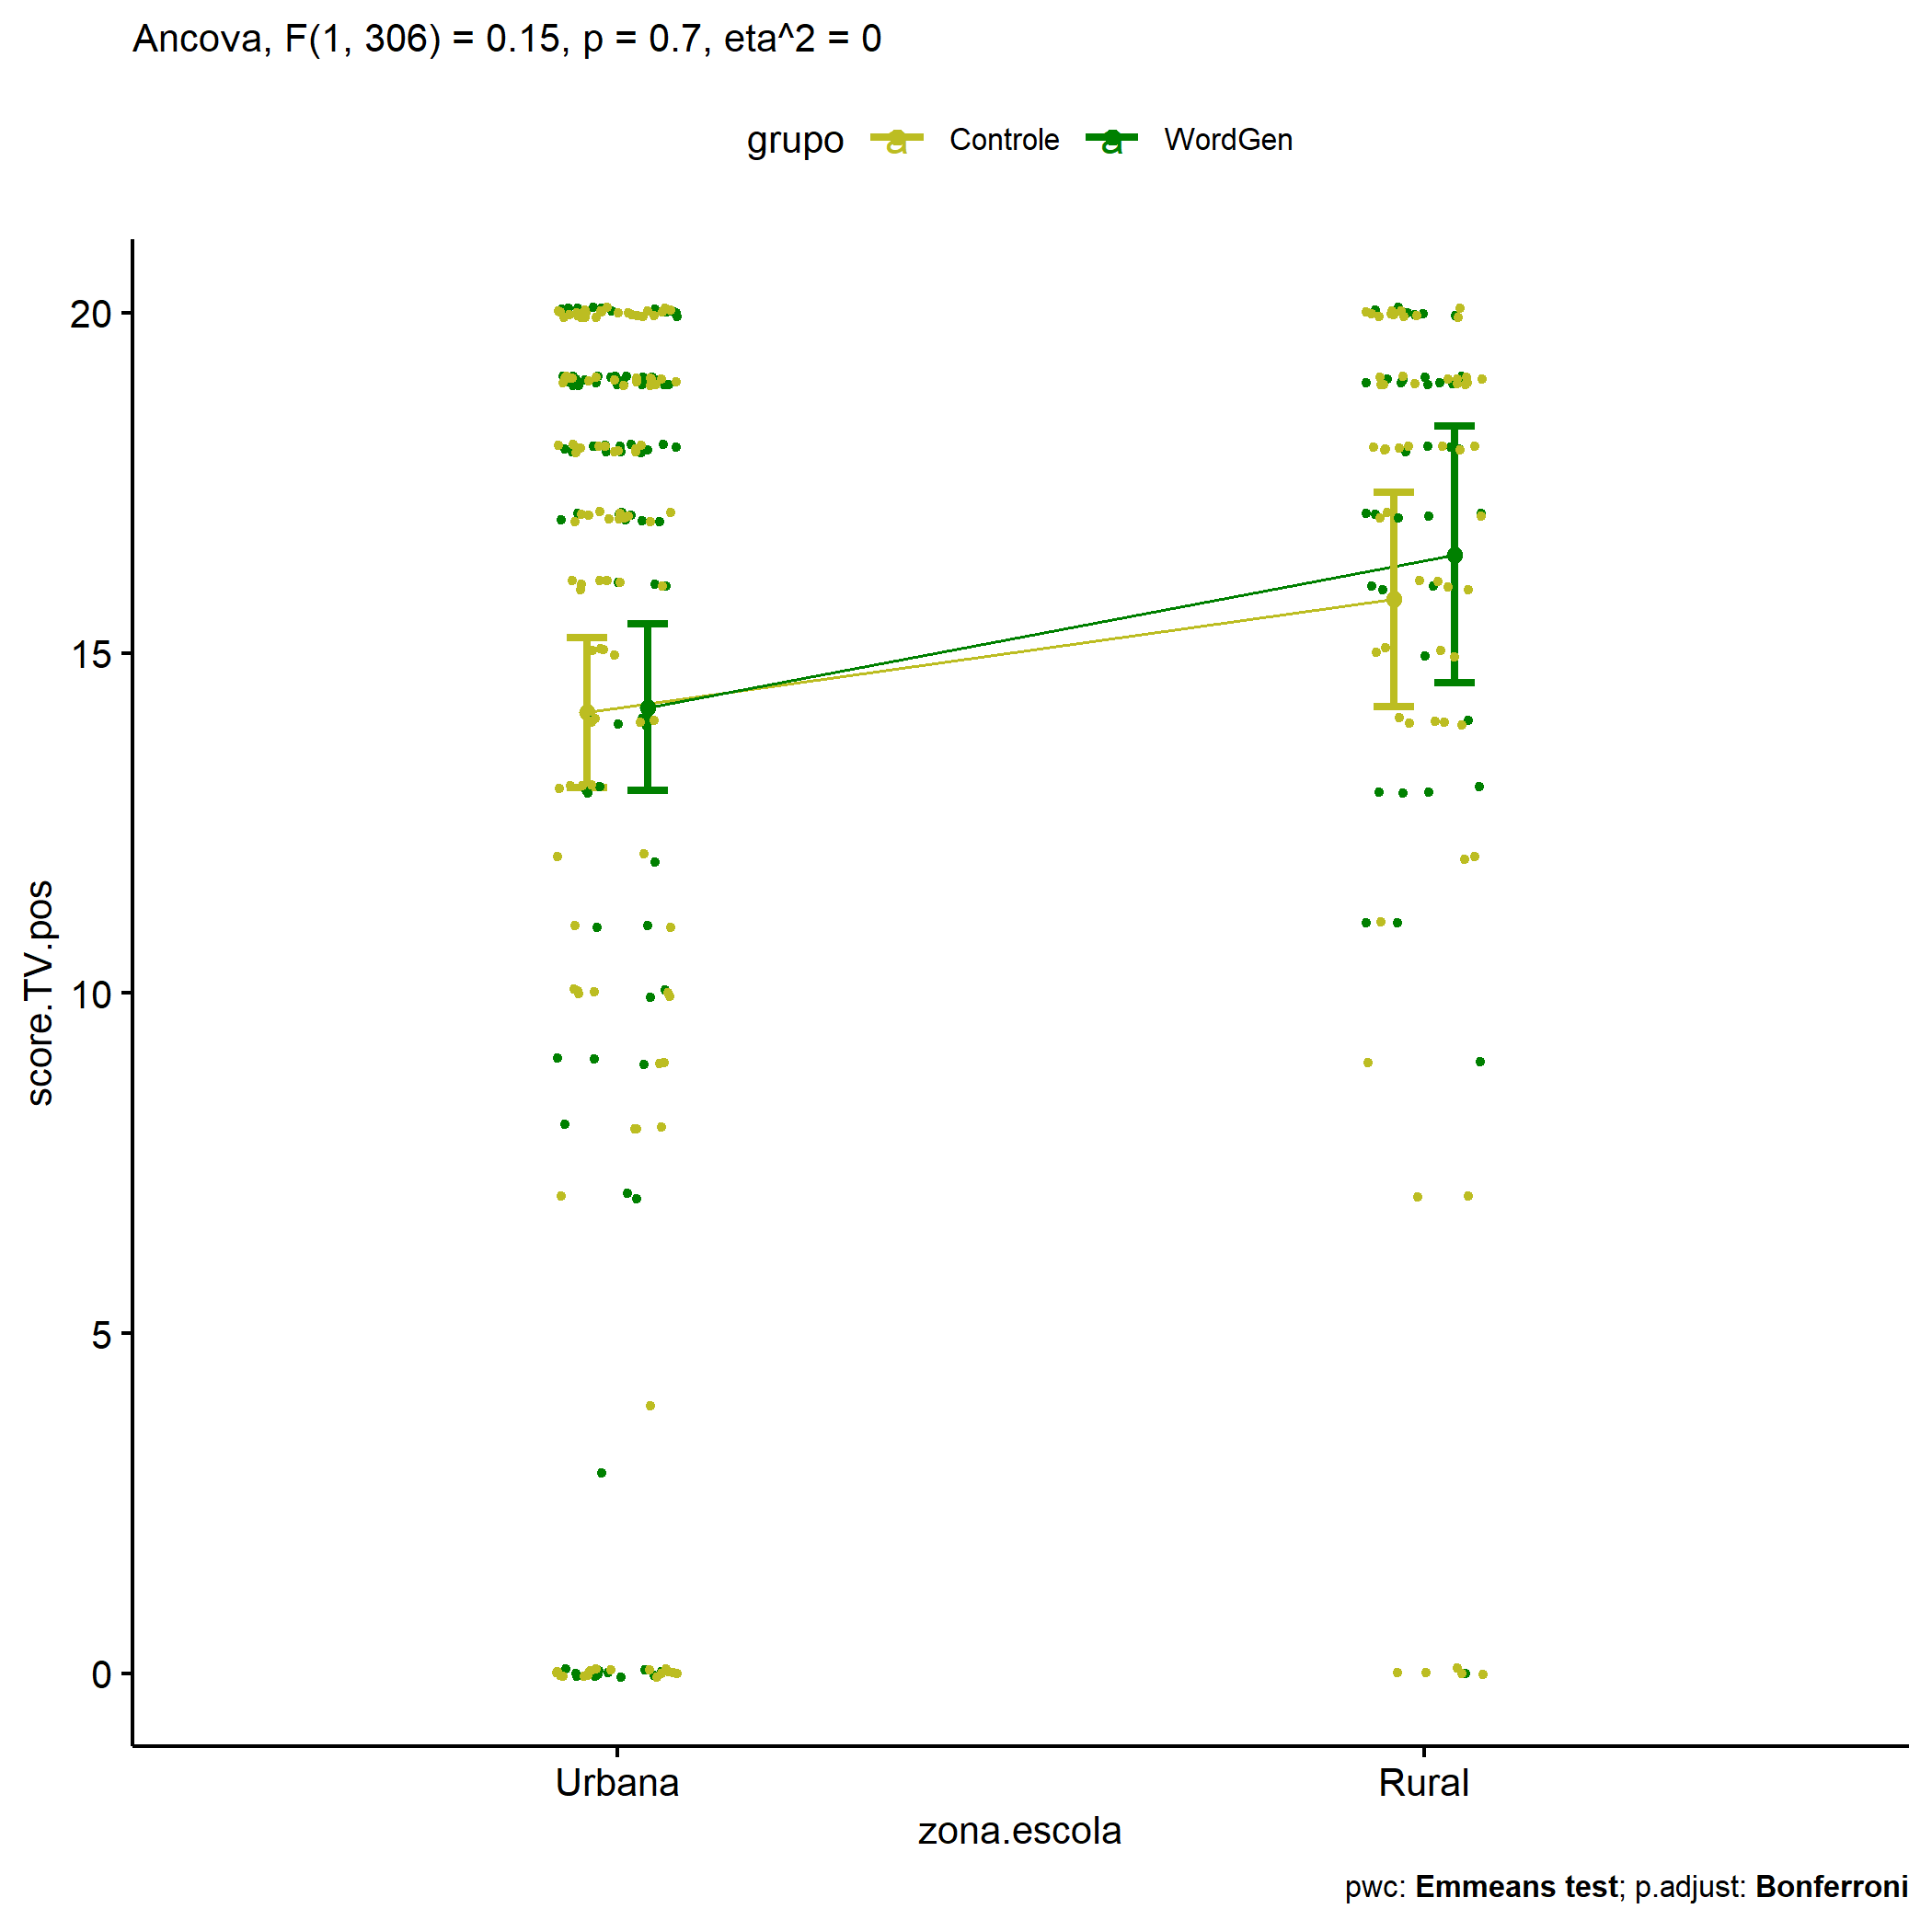 Ancova, F(1, 306) = 0.15, p = 0.7, eta^2 = 0
grupo a Controle a WordGen
20
15
10
5
0
score.TV.pos
Urbana Rural
zona.escola
pwc: Emmeans test; p.adjust: Bonferroni